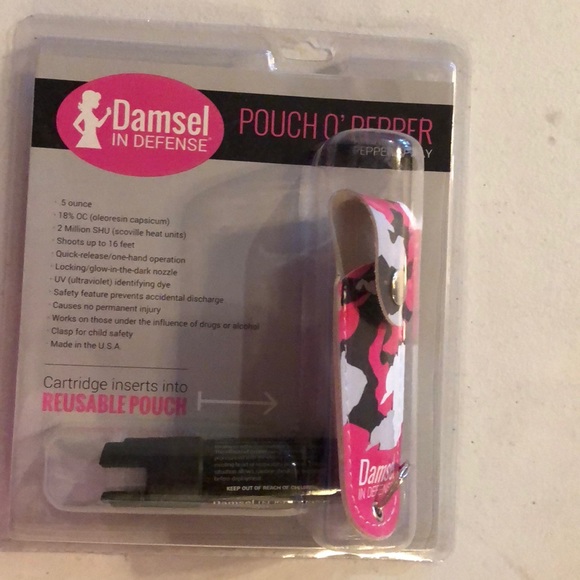 Damsel
IN DEFENSE
POUCH O' PEPPER
· .5 ounce
· 18% OC (oleoresin capsicum)
· 2 Million SHU (scoville heat units)
· Shoots up to 16 feet
· Quick-release/one-hand operation
· Locking/glow-in-the-dark nozzle
· UV (ultraviolet) identifying dye
· Safety feature prevents accidental discharge
· Causes no permanent injury
· Works on those under the influence of drugs or alcohol
· Clasp for child safety
· Made in the U.S.A.
Cartridge inserts into
REUSABLE POUCH
KEEP OUT OF REACH OF
Damsel
IN